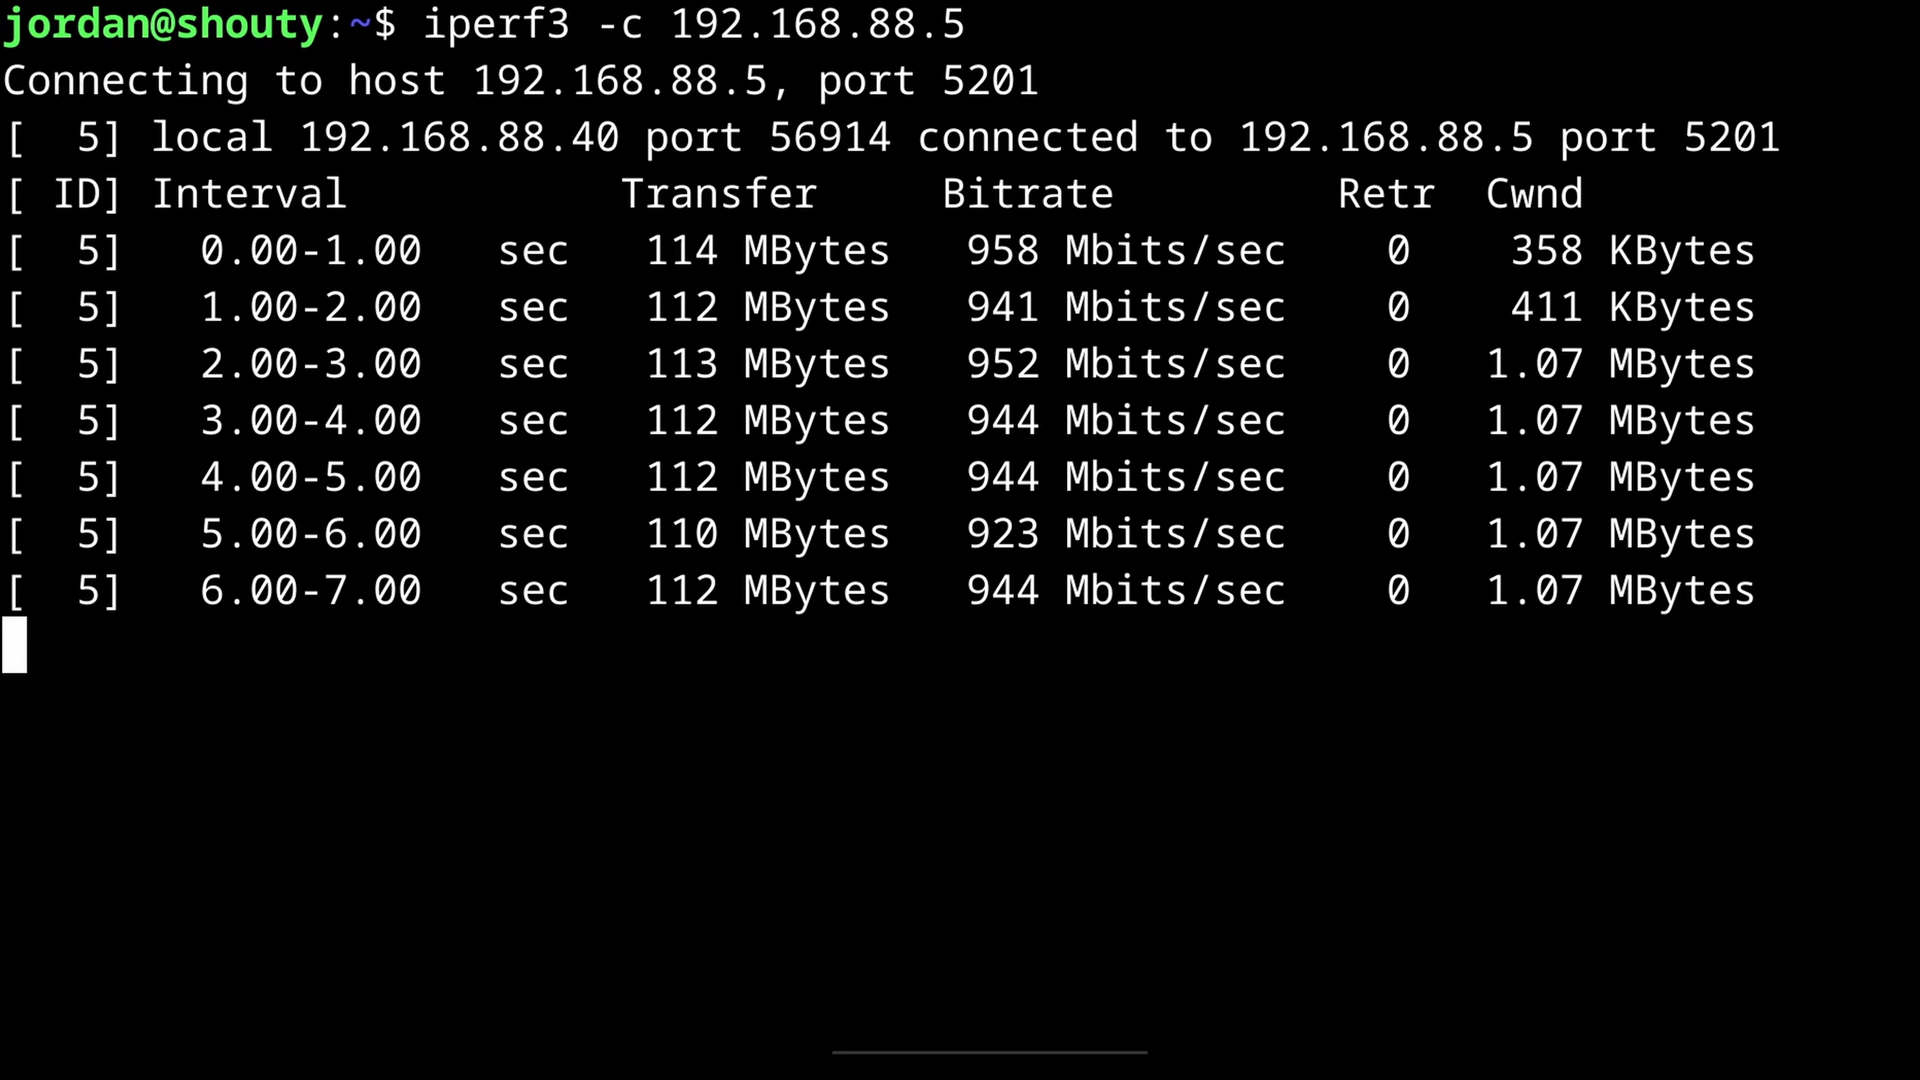 jordan@shouty:~$ iperf3 -c 192.168.88.5
Connecting to host 192.168.88.5, port 5201
[  5] local 192.168.88.40 port 56914 connected to 192.168.88.5 port 5201
[ ID] Interval           Transfer     Bitrate         Retr  Cwnd
[  5]   0.00-1.00   sec   114 MBytes   958 Mbits/sec    0    358 KBytes
[  5]   1.00-2.00   sec   112 MBytes   941 Mbits/sec    0    411 KBytes
[  5]   2.00-3.00   sec   113 MBytes   952 Mbits/sec    0   1.07 MBytes
[  5]   3.00-4.00   sec   112 MBytes   944 Mbits/sec    0   1.07 MBytes
[  5]   4.00-5.00   sec   112 MBytes   944 Mbits/sec    0   1.07 MBytes
[  5]   5.00-6.00   sec   110 MBytes   923 Mbits/sec    0   1.07 MBytes
[  5]   6.00-7.00   sec   112 MBytes   944 Mbits/sec    0   1.07 MBytes